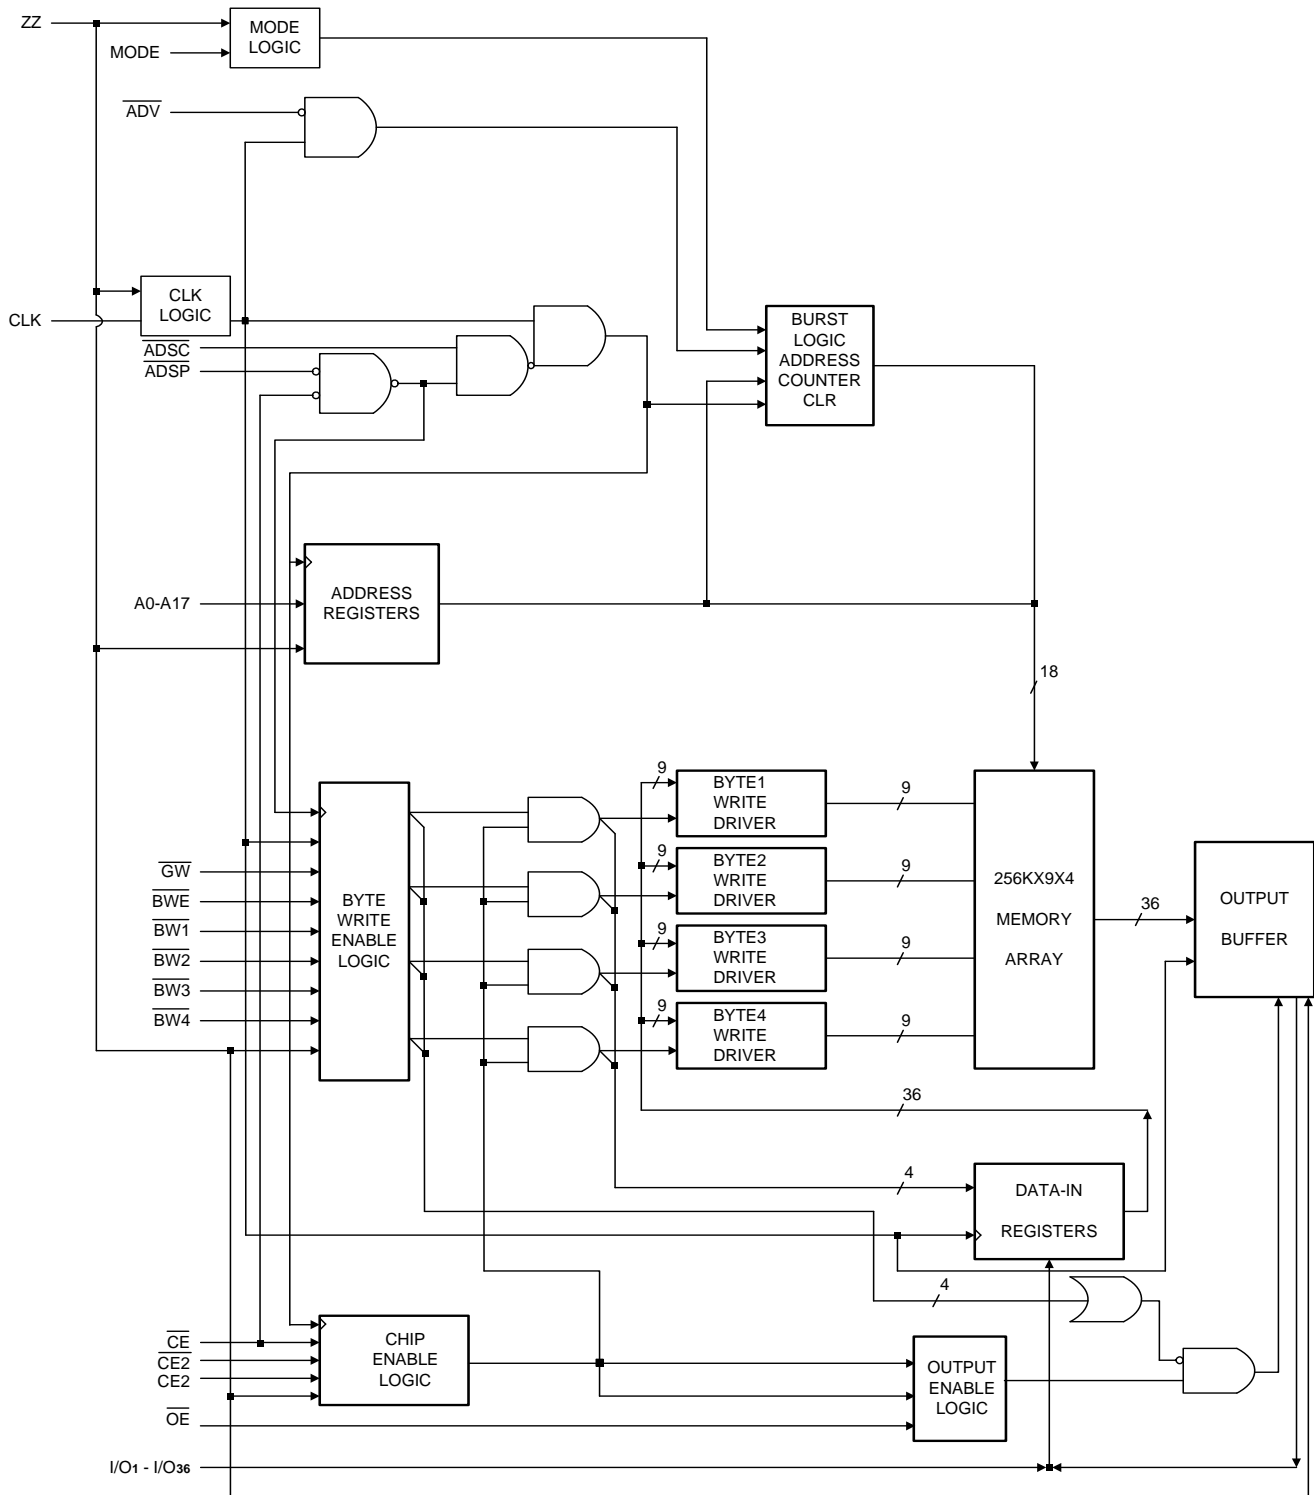 ZZ
MODE
MODE
LOGIC
ADV
CLK
CLK
LOGIC
ADSC
ADSP
BURST
LOGIC
ADDRESS
COUNTER
CLR
A0-A17
ADDRESS
REGISTERS
18
GW
BWE
BW1
BW2
BW3
BW4
BYTE
WRITE
ENABLE
LOGIC
9
BYTE1
WRITE
DRIVER
9
9
BYTE2
WRITE
DRIVER
9
9
BYTE3
WRITE
DRIVER
9
9
BYTE4
WRITE
DRIVER
9
256KX9X4
MEMORY
ARRAY
36
OUTPUT
BUFFER
36
4
DATA-IN
REGISTERS
4
CE
CE2
CE2
CHIP
ENABLE
LOGIC
OUTPUT
ENABLE
LOGIC
OE
I/O1 - I/O36